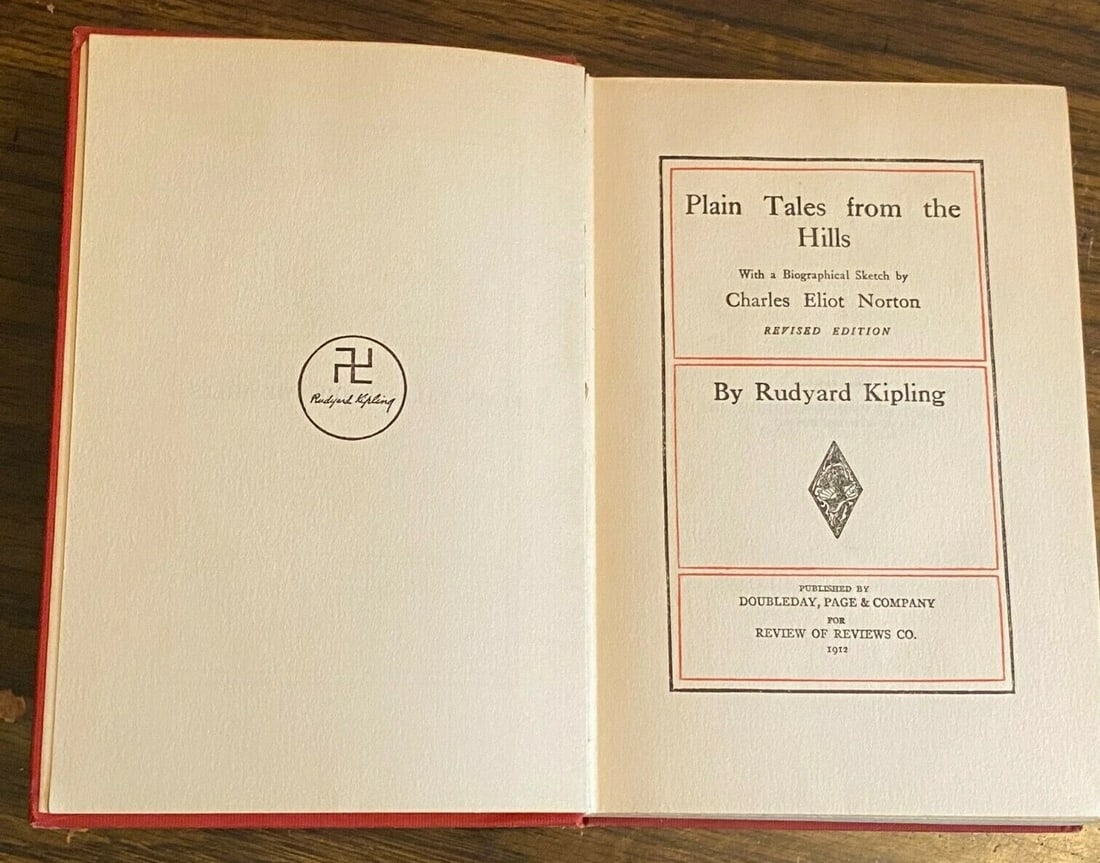 Rudyard Kipling
Plain Tales from the
Hills
With a Biographical Sketch by
Charles Eliot Norton
REVISED EDITION
By Rudyard Kipling
PUBLISHED BY
DOUBLEDAY, PAGE & COMPANY
FOR
REVIEW OF REVIEWS CO.
1912